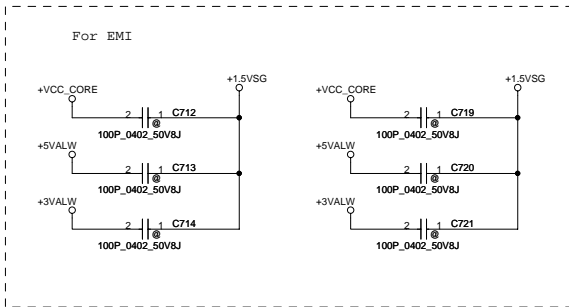 For EMI
+1.5VSG
+VCC_CORE
2 1 C712
@
100P_0402_50V8J
+5VALW
2 1 C713
@
100P_0402_50V8J
+3VALW
2 1 C714
@
100P_0402_50V8J
+1.5VSG
+VCC_CORE
2 1 C719
@
100P_0402_50V8J
+5VALW
2 1 C720
@
100P_0402_50V8J
+3VALW
2 1 C721
@
100P_0402_50V8J